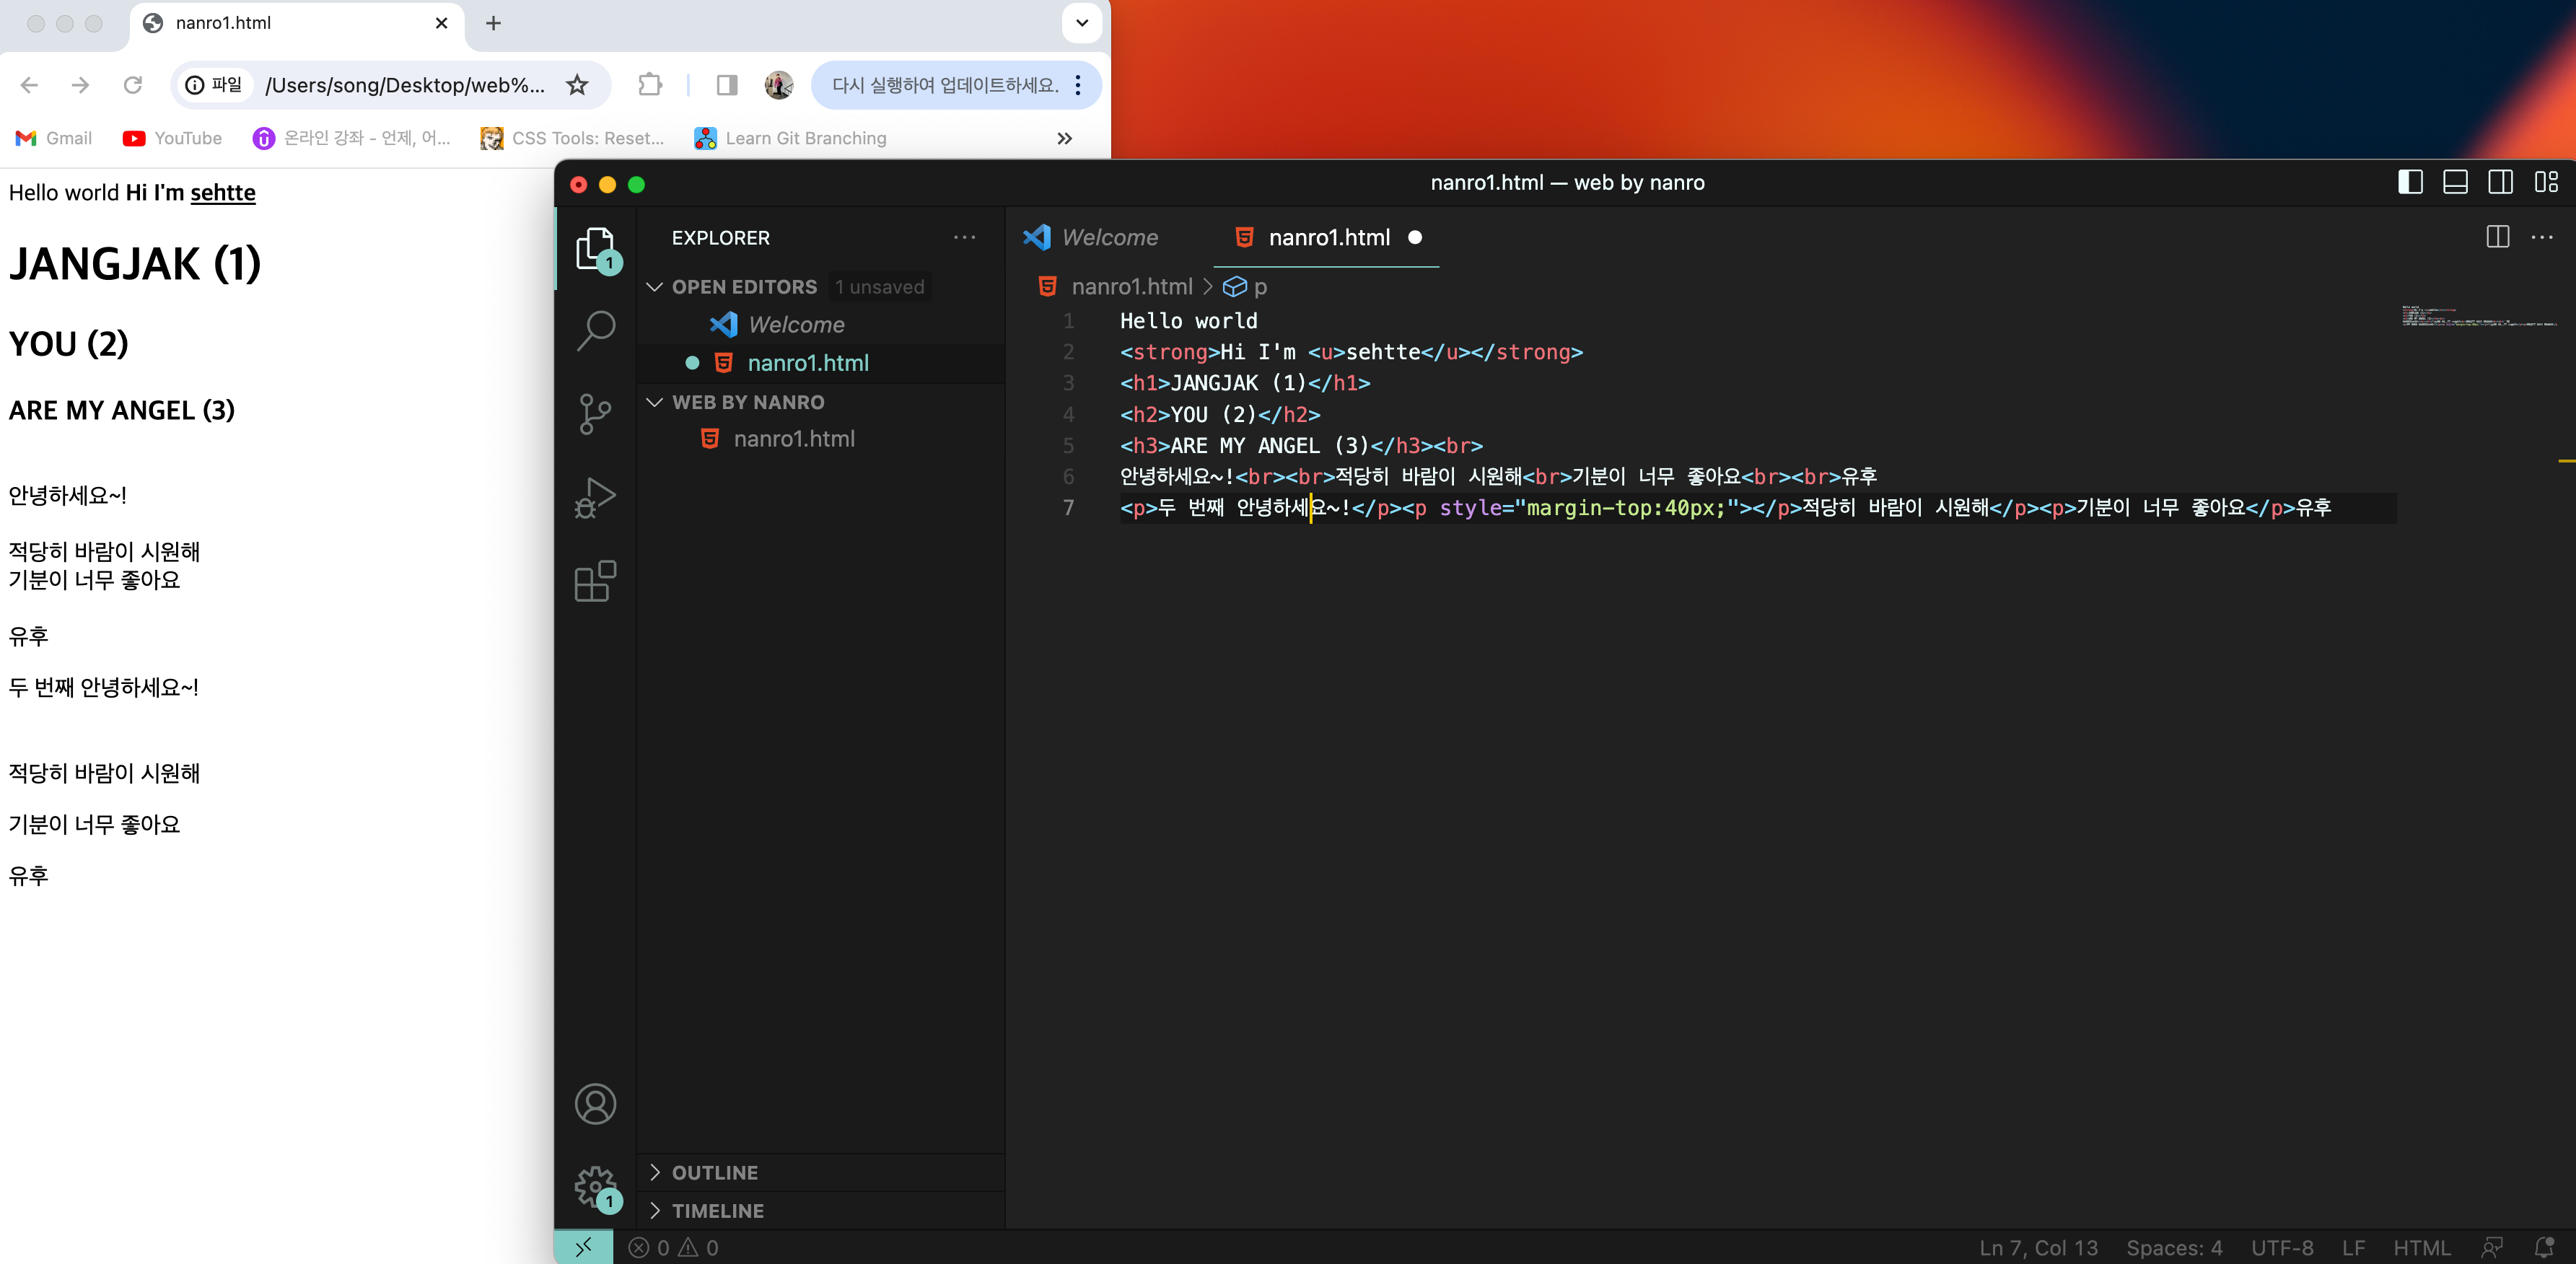 nanro1.html
파일 /Users/song/Desktop/web%... 다시 실행하여 업데이트하세요.
Gmail YouTube 온라인 강좌 - 언제, 어... CSS Tools: Reset... Learn Git Branching
Hello world Hi I'm sehtte
JANGJAK (1)
YOU (2)
ARE MY ANGEL (3)
안녕하세요~!
적당히 바람이 시원해
기분이 너무 좋아요
유후
두 번째 안녕하세요~!
적당히 바람이 시원해
기분이 너무 좋아요
유후
nanro1.html — web by nanro
EXPLORER
OPEN EDITORS 1 unsaved
Welcome
nanro1.html
WEB BY NANRO
nanro1.html
OUTLINE
TIMELINE
1
1
Welcome nanro1.html
nanro1.html > p
1 Hello world
2 <strong>Hi I'm <u>sehtte</u></strong>
3 <h1>JANGJAK (1)</h1>
4 <h2>YOU (2)</h2>
5 <h3>ARE MY ANGEL (3)</h3><br>
6 안녕하세요~!<br><br>적당히 바람이 시원해<br>기분이 너무 좋아요<br><br>유후
7 <p>두 번째 안녕하세요~!</p><p style="margin-top:40px;"></p>적당히 바람이 시원해</p><p>기분이 너무 좋아요</p>유후
0 0 Ln 7, Col 13 Spaces: 4 UTF-8 LF HTML